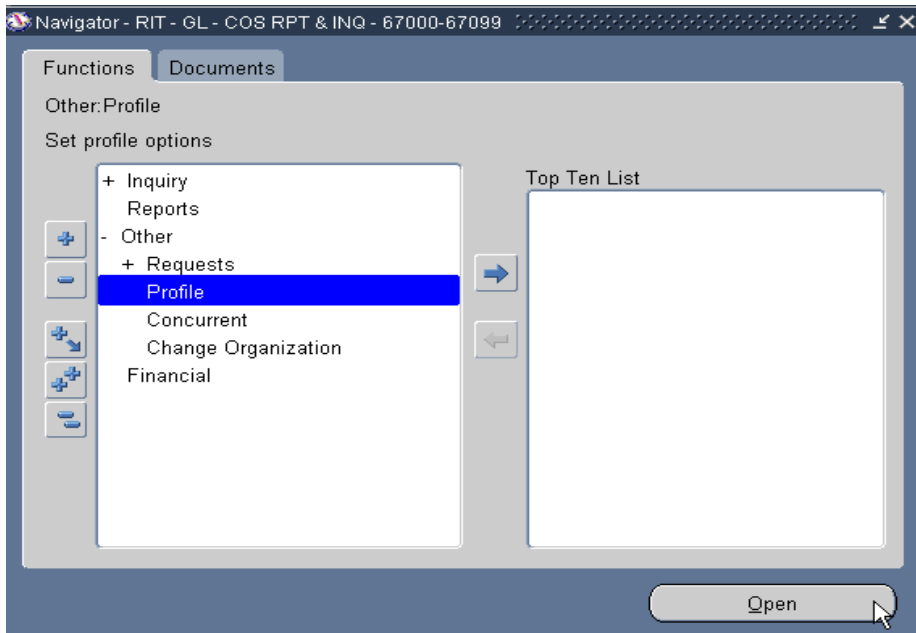 Navigator - RIT - GL - COS RPT & INQ - 67000-67099
Functions Documents
Other:Profile
Set profile options
+ Inquiry
Reports
- Other
+ Requests
Profile
Concurrent
Change Organization
Financial
Top Ten List
Open